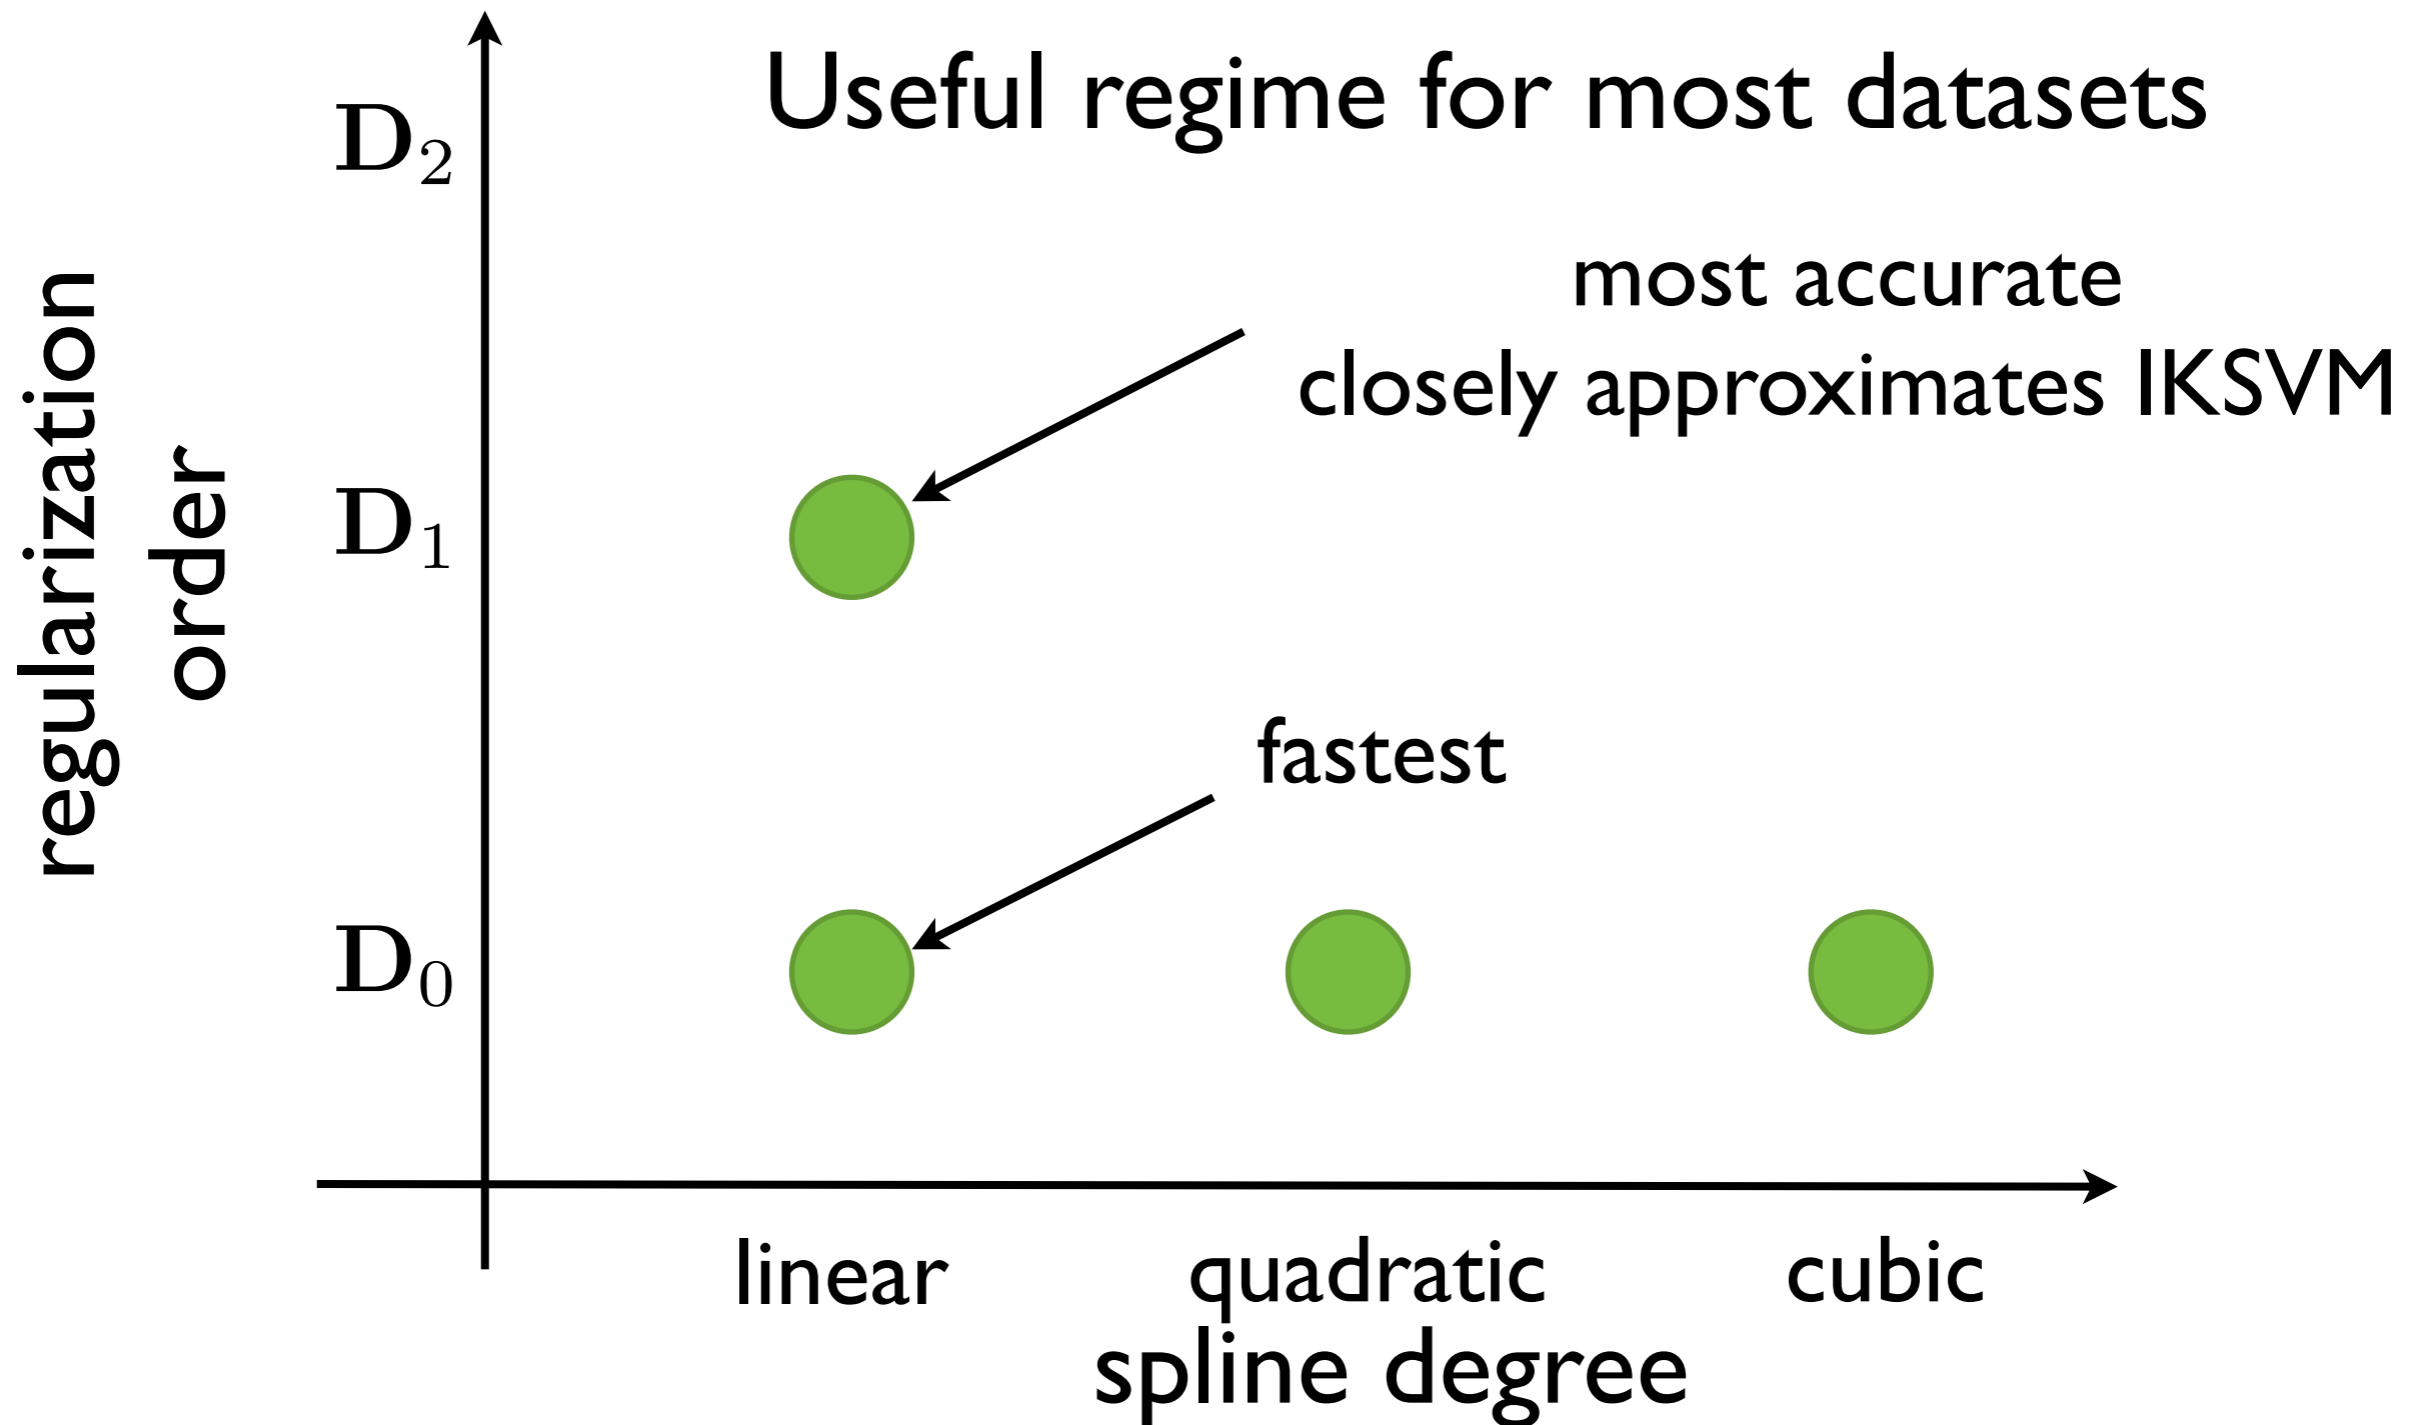 Useful regime for most datasets
D₂
most accurate
closely approximates IKSVM
regularization
order
D₁
fastest
D₀
linear quadratic cubic
spline degree